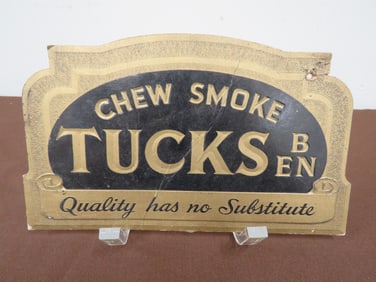 CHEW SMOKE
TUCKS BEN
Quality has no Substitute